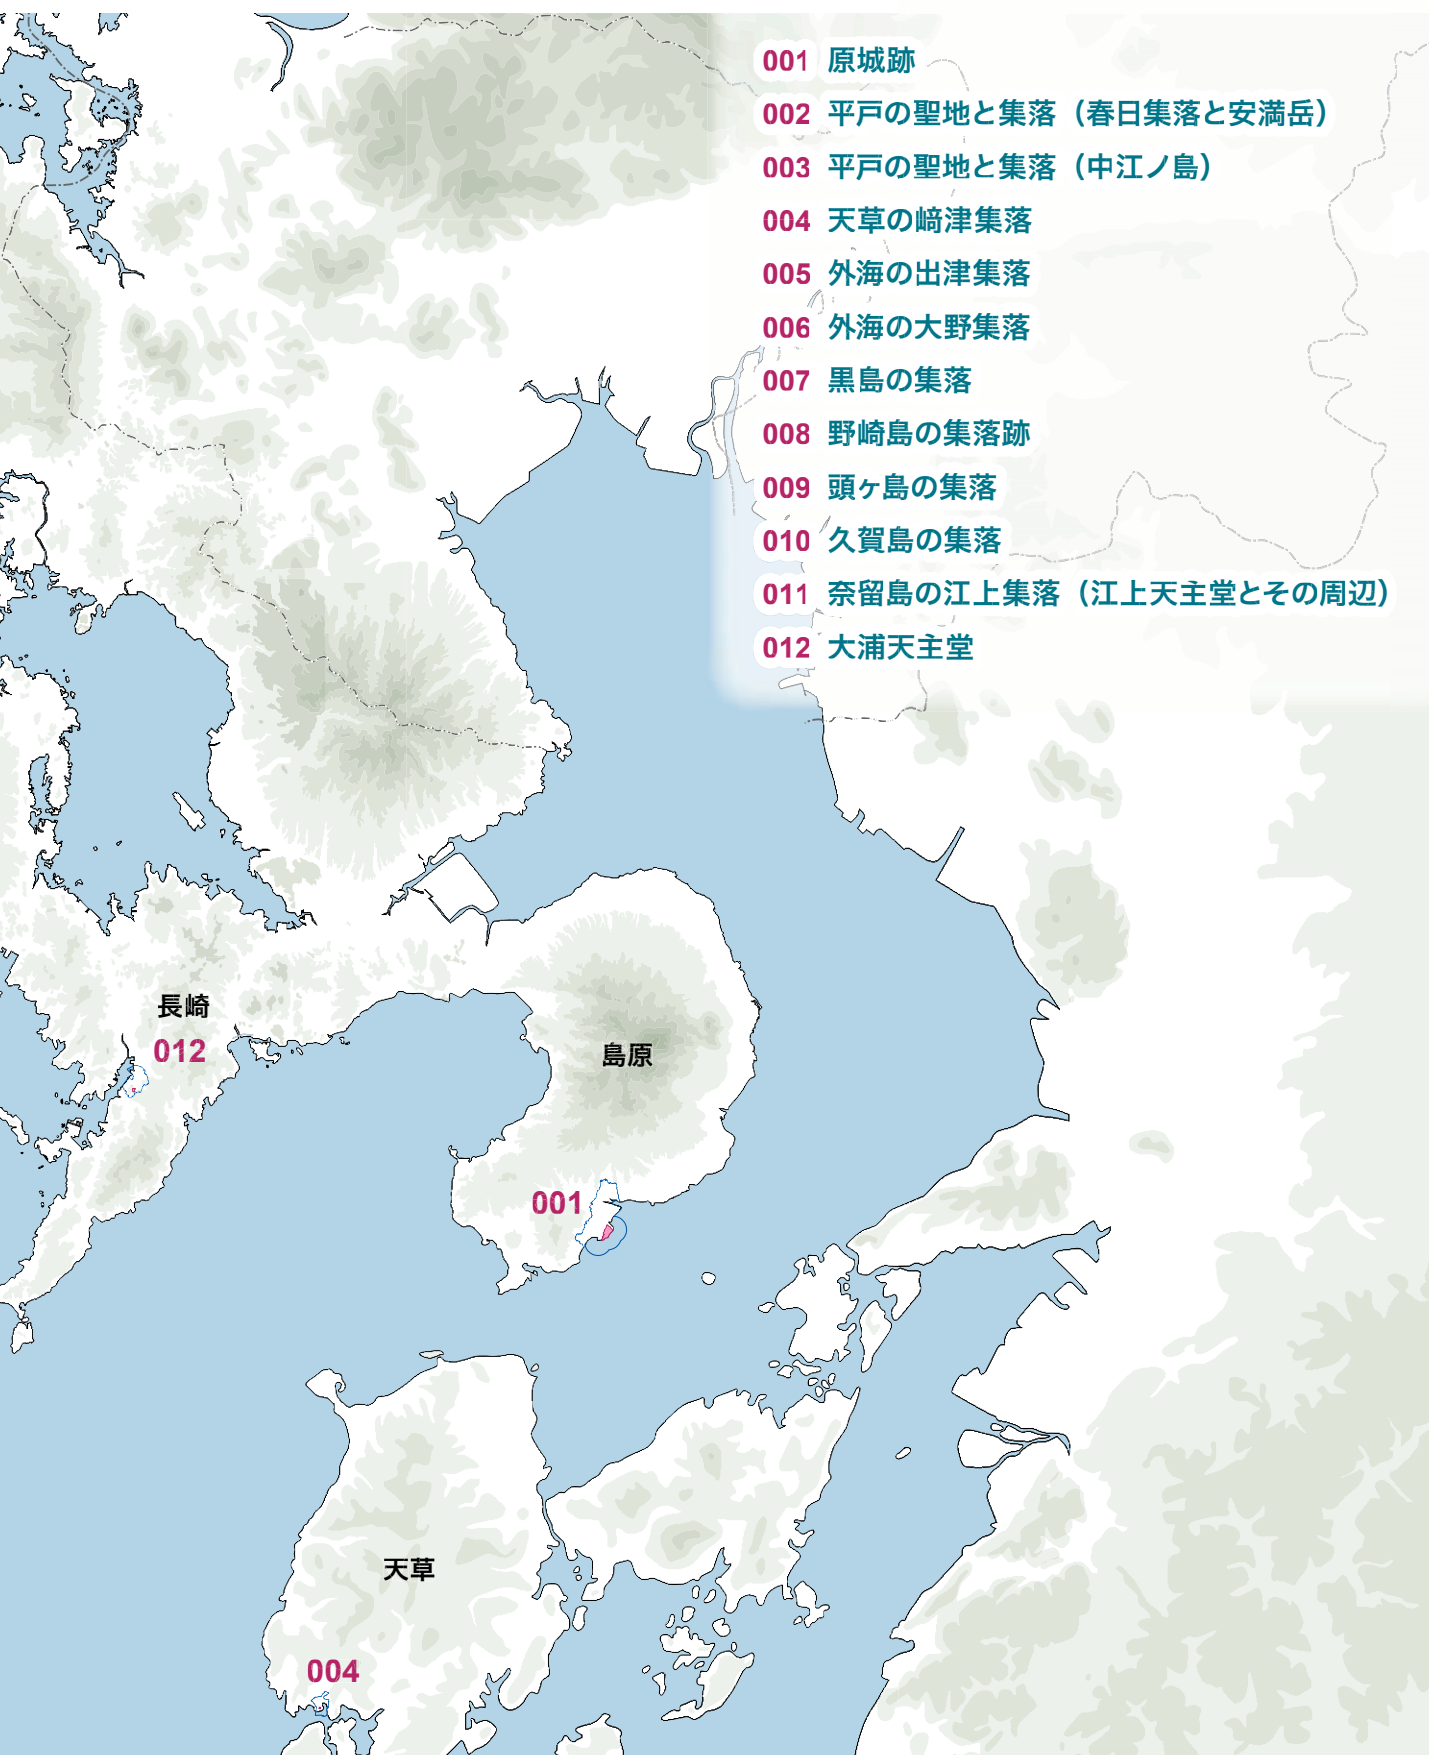 001 原城跡
002 平戸の聖地と集落（春日集落と安満岳）
003 平戸の聖地と集落（中江ノ島）
004 天草の﨑津集落
005 外海の出津集落
006 外海の大野集落
007 黒島の集落
008 野崎島の集落跡
009 頭ヶ島の集落
010 久賀島の集落
011 奈留島の江上集落（江上天主堂とその周辺）
012 大浦天主堂
長崎
012
島原
001
天草
004